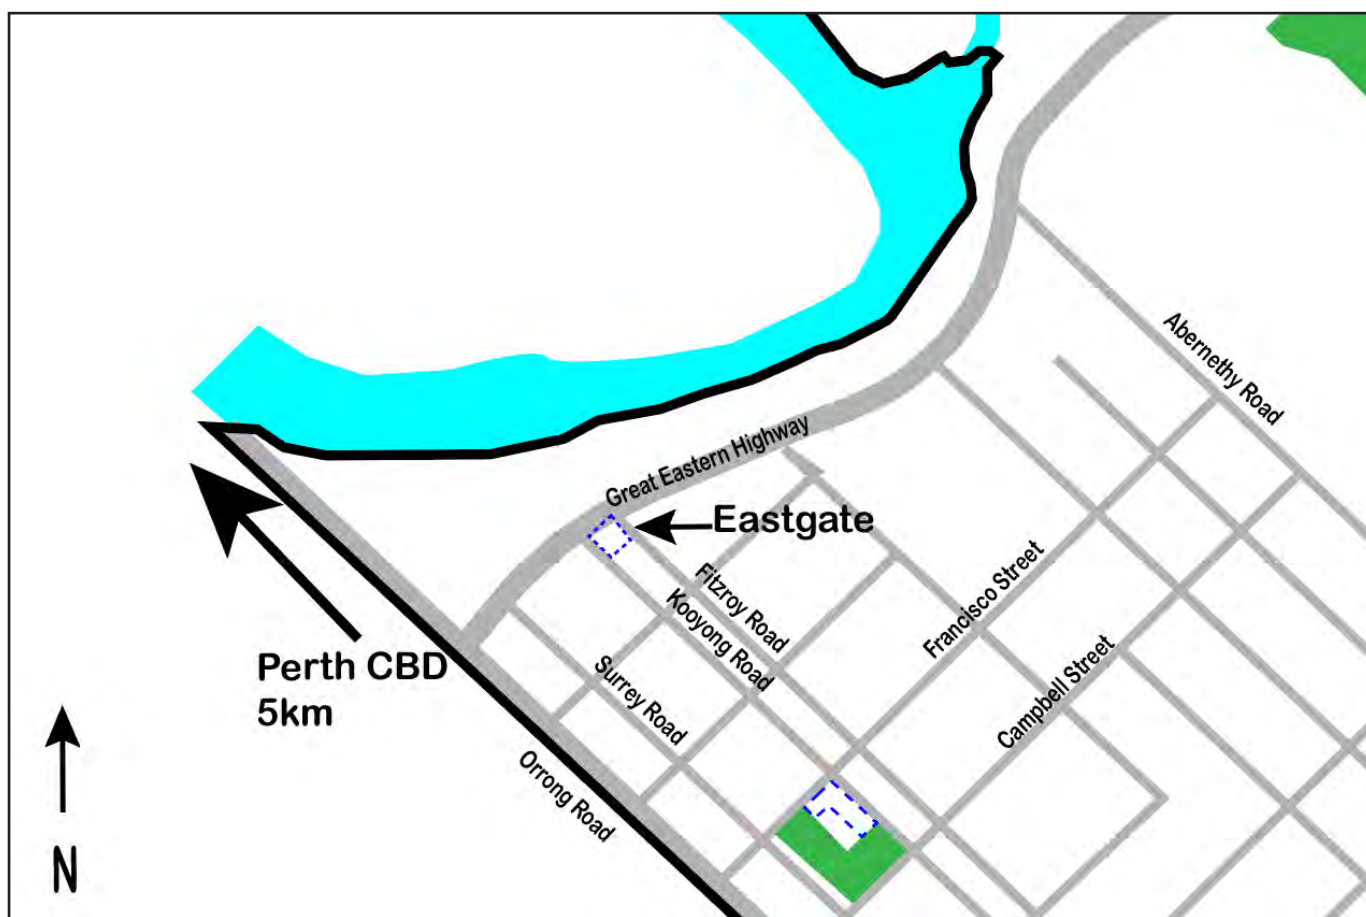 Abernethy Road
Great Eastern Highway
Eastgate
Fitzroy Road
Kooyong Road
Francisco Street
Campbell Street
Surrey Road
Perth CBD
5km
Orrong Road
N